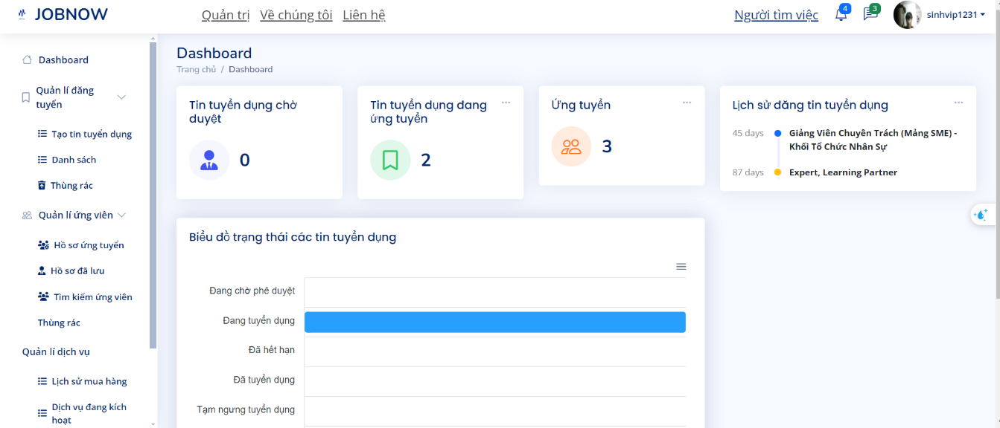 JOBNOW
Quản trị Về chúng tôi Liên hệ
Người tìm việc
4
3
sinhvip1231
Dashboard
Quản lí đăng
tuyển
Tạo tin tuyển dụng
Danh sách
Thùng rác
Quản lí ứng viên
Hồ sơ ứng tuyển
Hồ sơ đã lưu
Tìm kiếm ứng viên
Thùng rác
Quản lí dịch vụ
Lịch sử mua hàng
Dịch vụ đang kích
hoạt
Dashboard
Trang chủ / Dashboard
Tin tuyển dụng chờ
duyệt
0
Tin tuyển dụng đang
ứng tuyển
2
Ứng tuyển
3
Lịch sử đăng tin tuyển dụng
45 days Giảng Viên Chuyên Trách (Mảng SME) -
Khối Tổ Chức Nhân Sự
87 days Expert, Learning Partner
Biểu đồ trạng thái các tin tuyển dụng
Đang chờ phê duyệt
Đang tuyển dụng
Đã hết hạn
Đã tuyển dụng
Tạm ngưng tuyển dụng